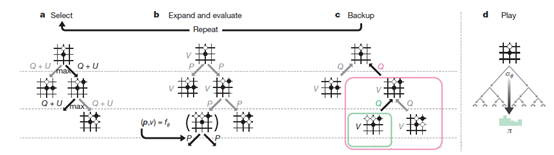 a Select
b Expand and evaluate
c Backup
d Play
Repeat
Q + U
Q + U
max
Q + U
Q + U
max
V
P
P
V
V
P
P
(p,v) = fθ
P
P
V
Q
Q
V
V
Q
Q
V
V
αθ
π